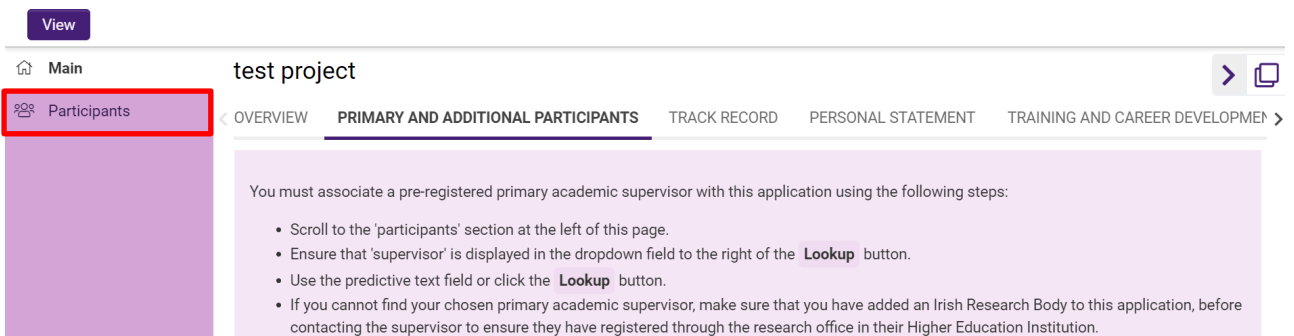 View
Main
Participants
test project
OVERVIEW PRIMARY AND ADDITIONAL PARTICIPANTS TRACK RECORD PERSONAL STATEMENT TRAINING AND CAREER DEVELOPMEN
You must associate a pre-registered primary academic supervisor with this application using the following steps:
• Scroll to the 'participants' section at the left of this page.
• Ensure that 'supervisor' is displayed in the dropdown field to the right of the Lookup button.
• Use the predictive text field or click the Lookup button.
• If you cannot find your chosen primary academic supervisor, make sure that you have added an Irish Research Body to this application, before
contacting the supervisor to ensure they have registered through the research office in their Higher Education Institution.